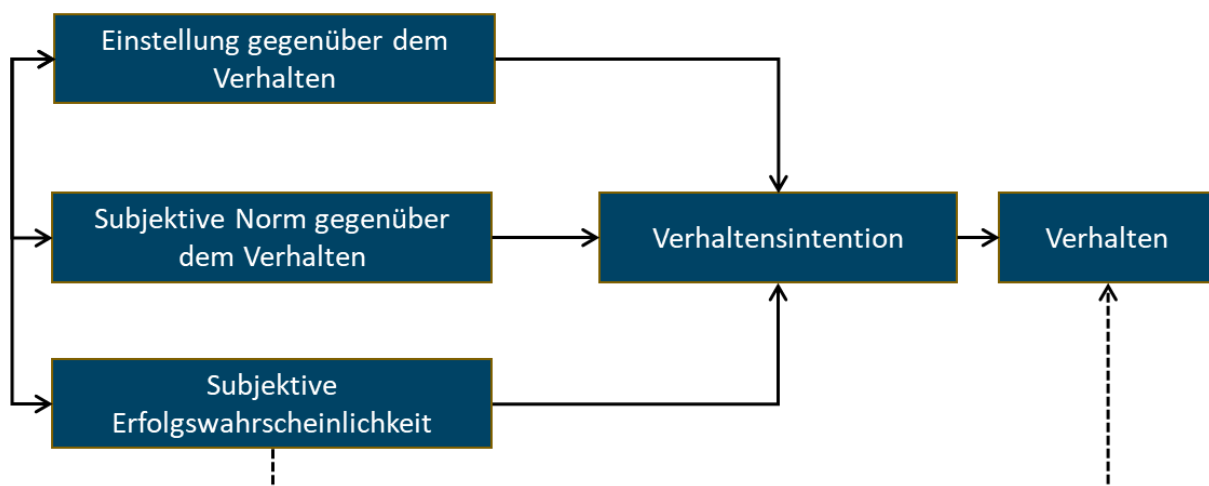 Einstellung gegenüber dem
Verhalten
Subjektive Norm gegenüber
dem Verhalten
Verhaltensintention
Verhalten
Subjektive
Erfolgswahrscheinlichkeit